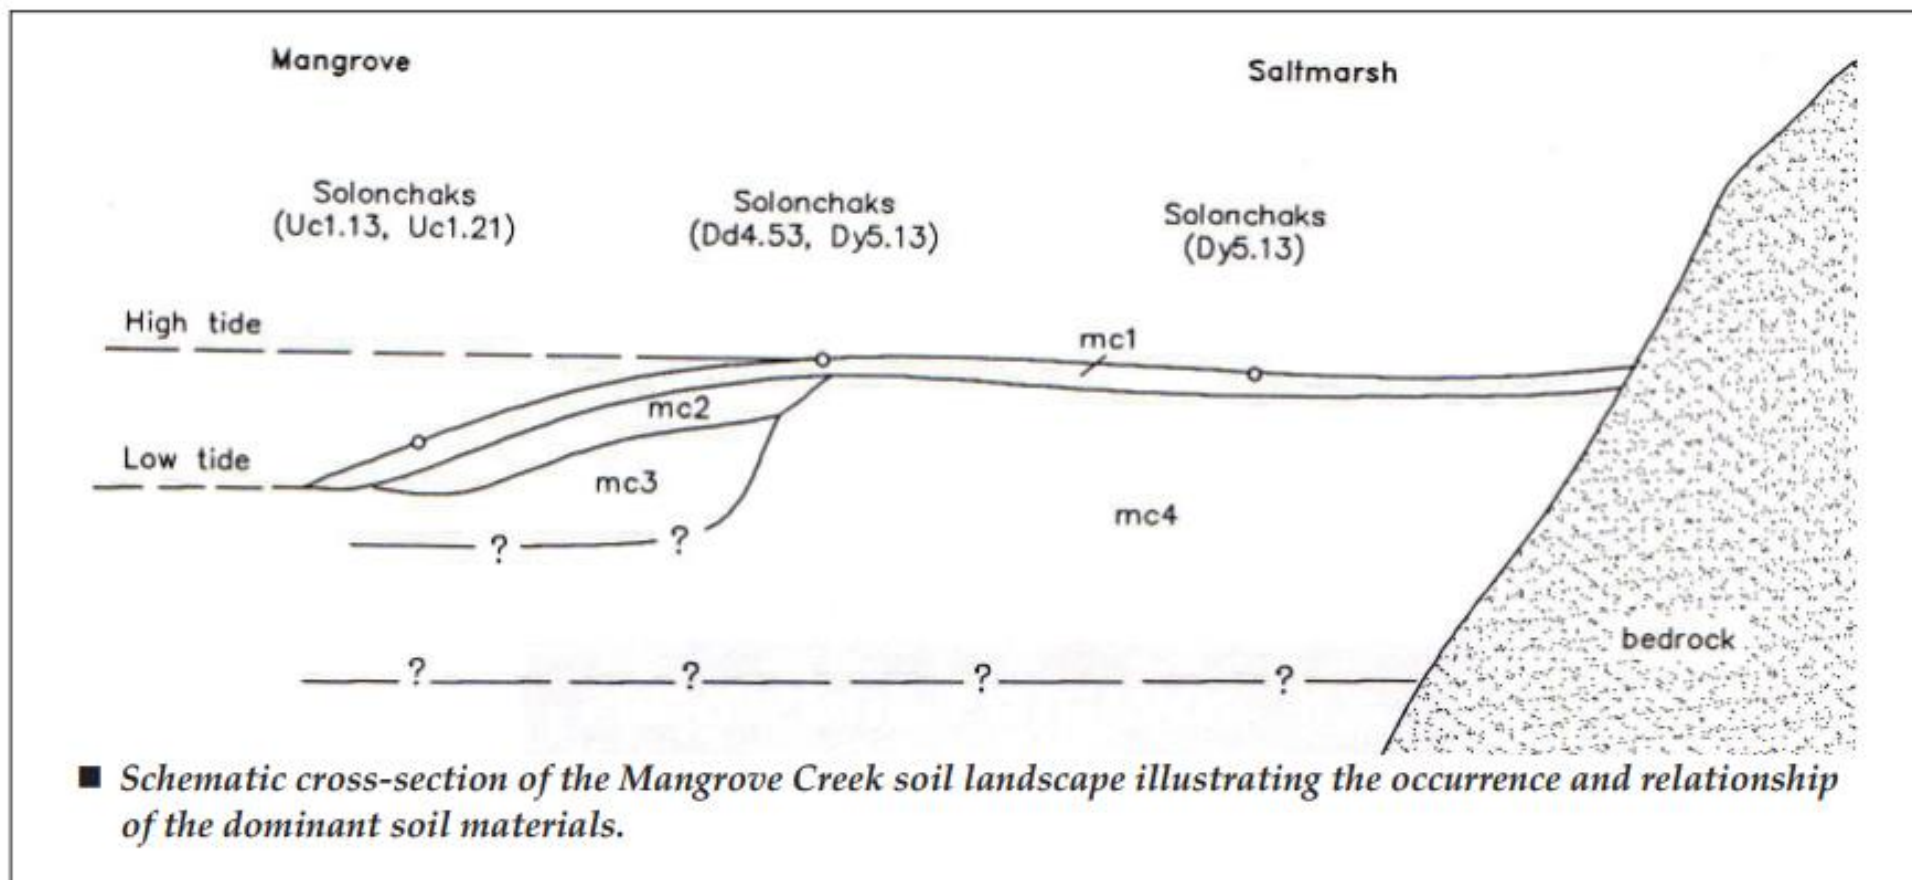 Mangrove
Saltmarsh
Solonchaks
(Uc1.13, Uc1.21)
Solonchaks
(Dd4.53, Dy5.13)
Solonchaks
(Dy5.13)
High tide
mc1
mc2
Low tide
mc3
mc4
? ?
bedrock
? ? ? ?
■ Schematic cross-section of the Mangrove Creek soil landscape illustrating the occurrence and relationship
of the dominant soil materials.